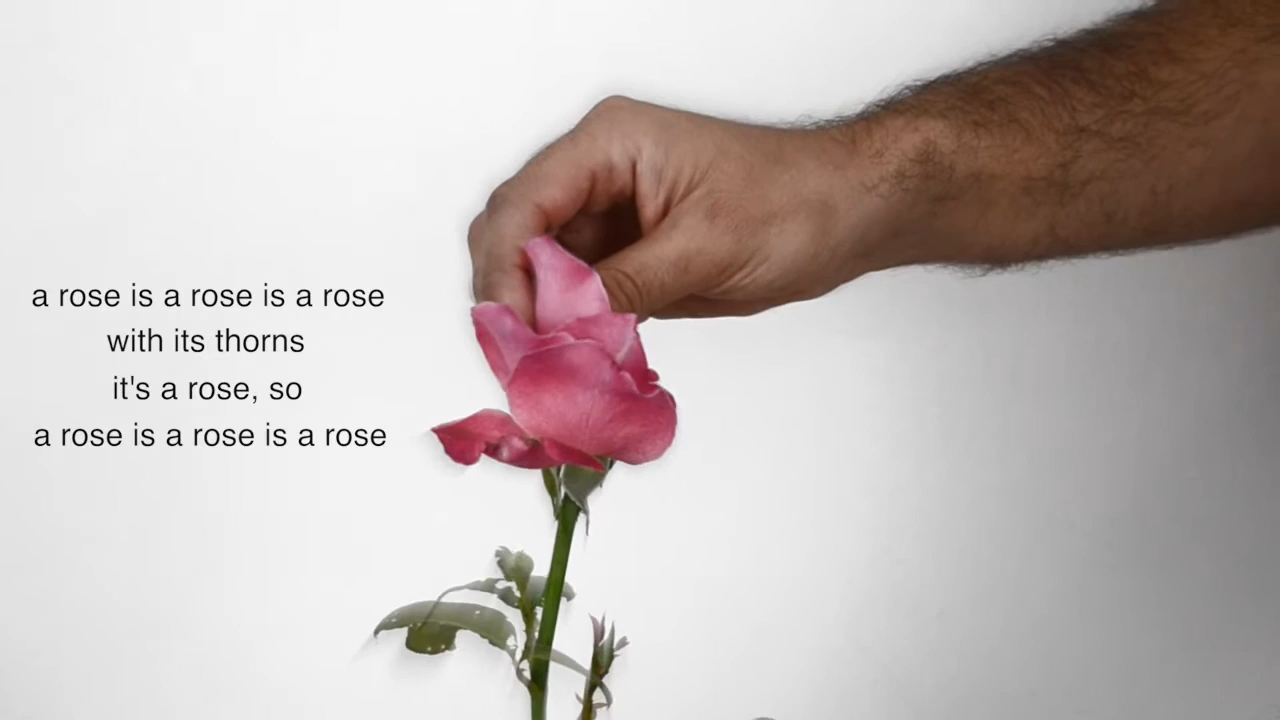 a rose is a rose is a rose
with its thorns
it's a rose, so
a rose is a rose is a rose